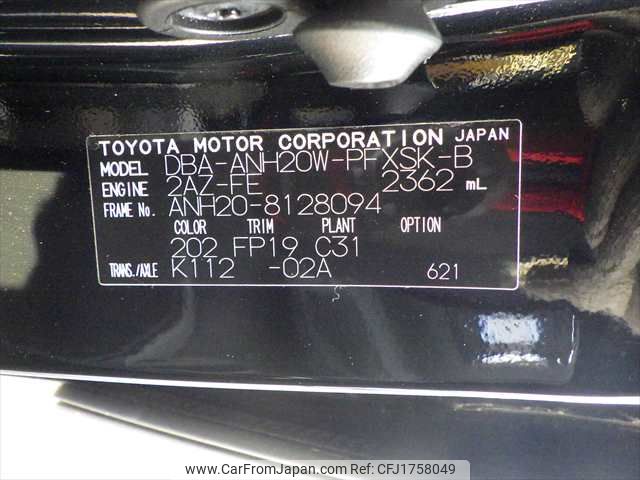 TOYOTA MOTOR CORPORATION JAPAN
MODEL DBA-ANH20W-PFXSK-B
ENGINE 2AZ-FE 2362 mL
FRAME No. ANH20-8128094
COLOR TRIM PLANT OPTION
202 FP19 C31
TRANS./AXLE K112 -02A 621
www.CarFromJapan.com for CFJ1758049